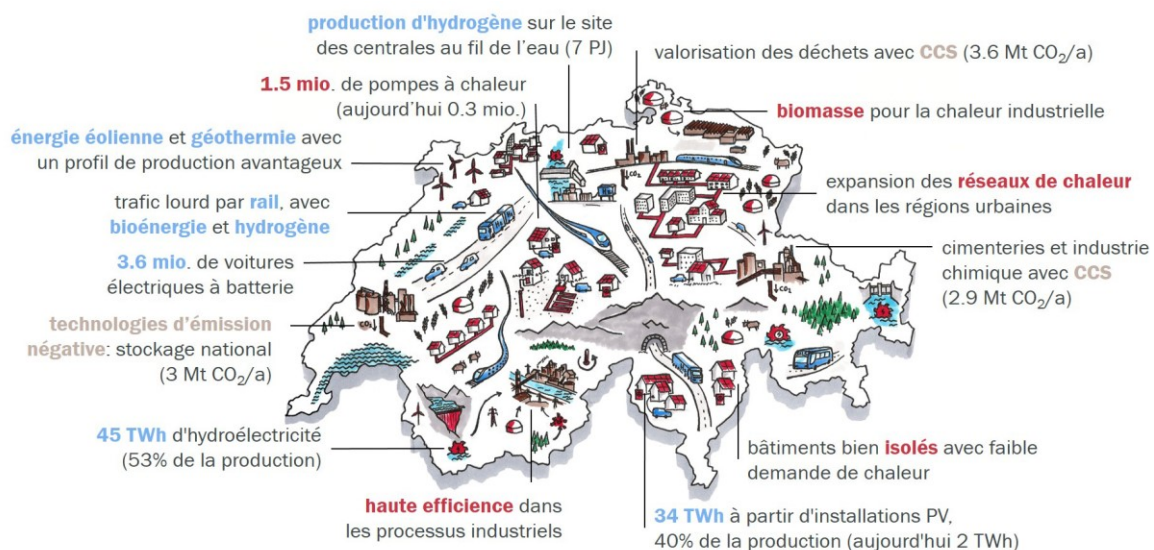 production d'hydrogène sur le site
des centrales au fil de l'eau (7 PJ)
valorisation des déchets avec CCS (3.6 Mt CO₂/a)
1.5 mio. de pompes à chaleur
(aujourd'hui 0.3 mio.)
biomasse pour la chaleur industrielle
énergie éolienne et géothermie avec
un profil de production avantageux
expansion des réseaux de chaleur
dans les régions urbaines
trafic lourd par rail, avec
bioénergie et hydrogène
cimenteries et industrie
chimique avec CCS
(2.9 Mt CO₂/a)
3.6 mio. de voitures
électriques à batterie
technologies d'émission
négative: stockage national
(3 Mt CO₂/a)
45 TWh d'hydroélectricité
(53% de la production)
bâtiments bien isolés avec faible
demande de chaleur
haute efficience dans
les processus industriels
34 TWh à partir d'installations PV,
40% de la production (aujourd'hui 2 TWh)
CO₂
CO₂
CO₂